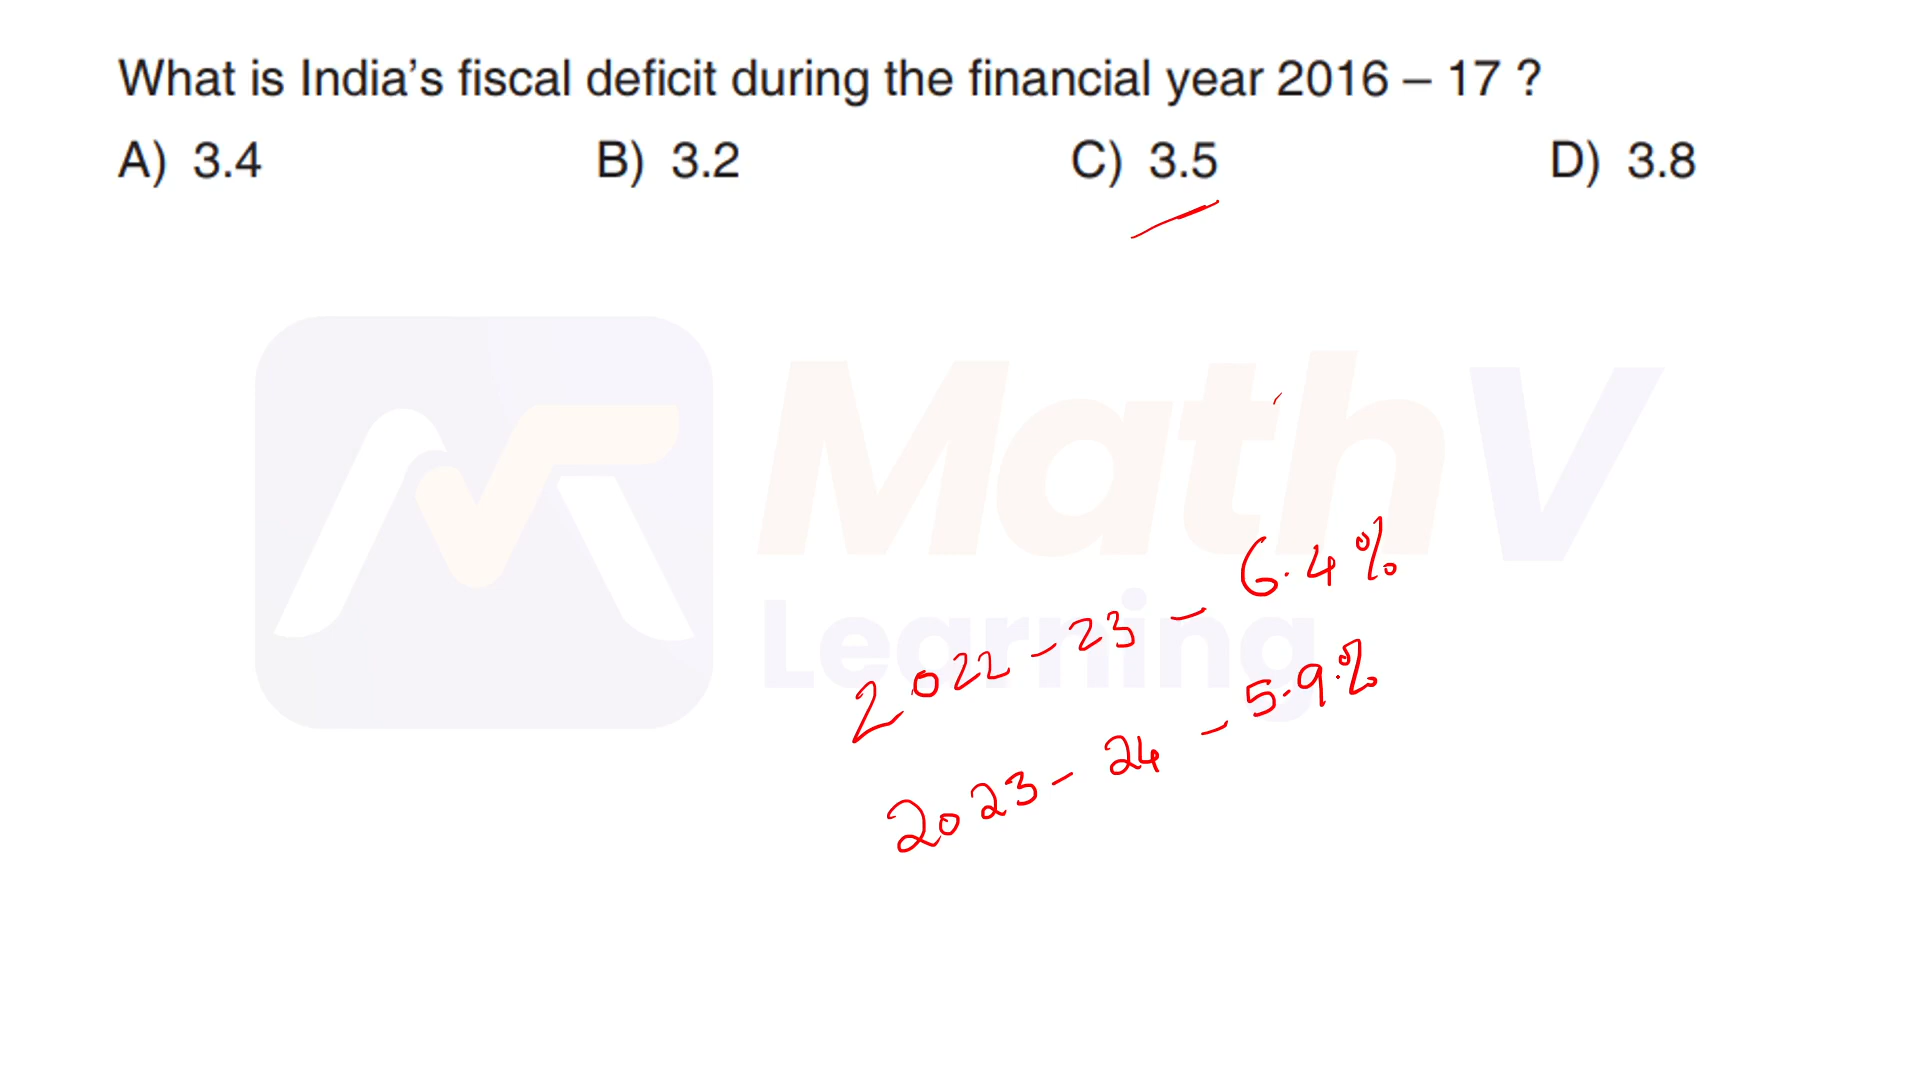 What is India's fiscal deficit during the financial year 2016 – 17 ?
A) 3.4 B) 3.2 C) 3.5 D) 3.8
MathV
Learning
2022 – 23 – 6.4%
2023 – 24 – 5.9%